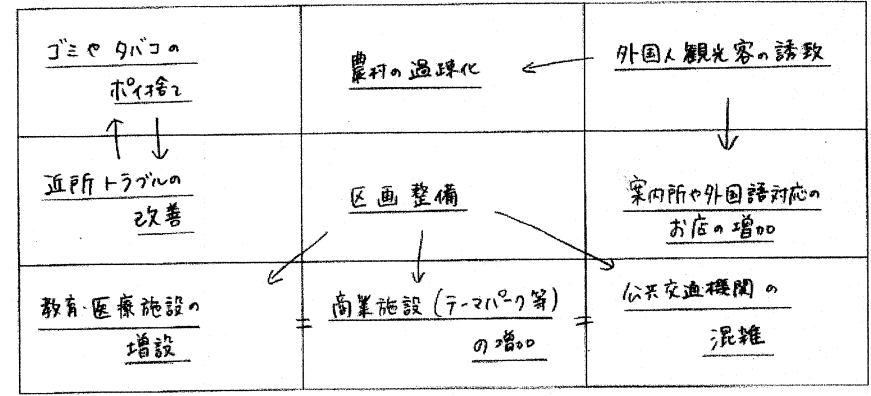 ゴミやタバコの
ポイ捨て
農村の過疎化
外国人観光客の誘致
近所トラブルの
改善
区画整備
案内所や外国語対応の
お店の増加
教育・医療施設の
増設
商業施設(テーマパーク等)
の増加
公共交通機関の
混雑